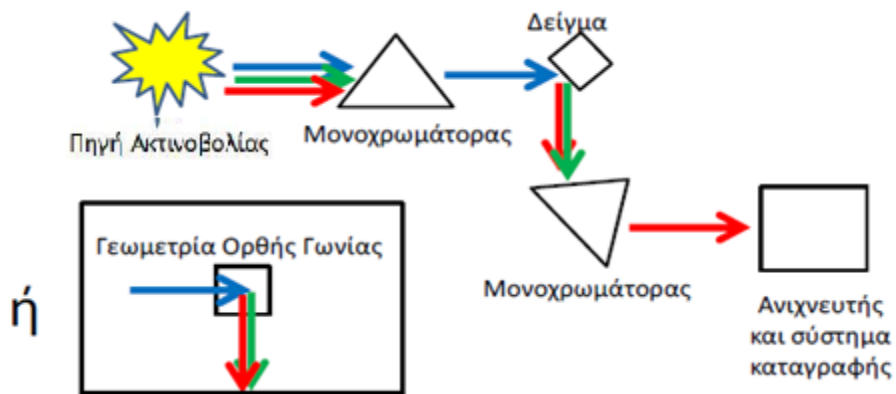 Δείγμα
Πηγή Ακτινοβολίας
Μονοχρωμάτορας
Γεωμετρία Ορθής Γωνίας
ή
Μονοχρωμάτορας
Ανιχνευτής
και σύστημα
καταγραφής